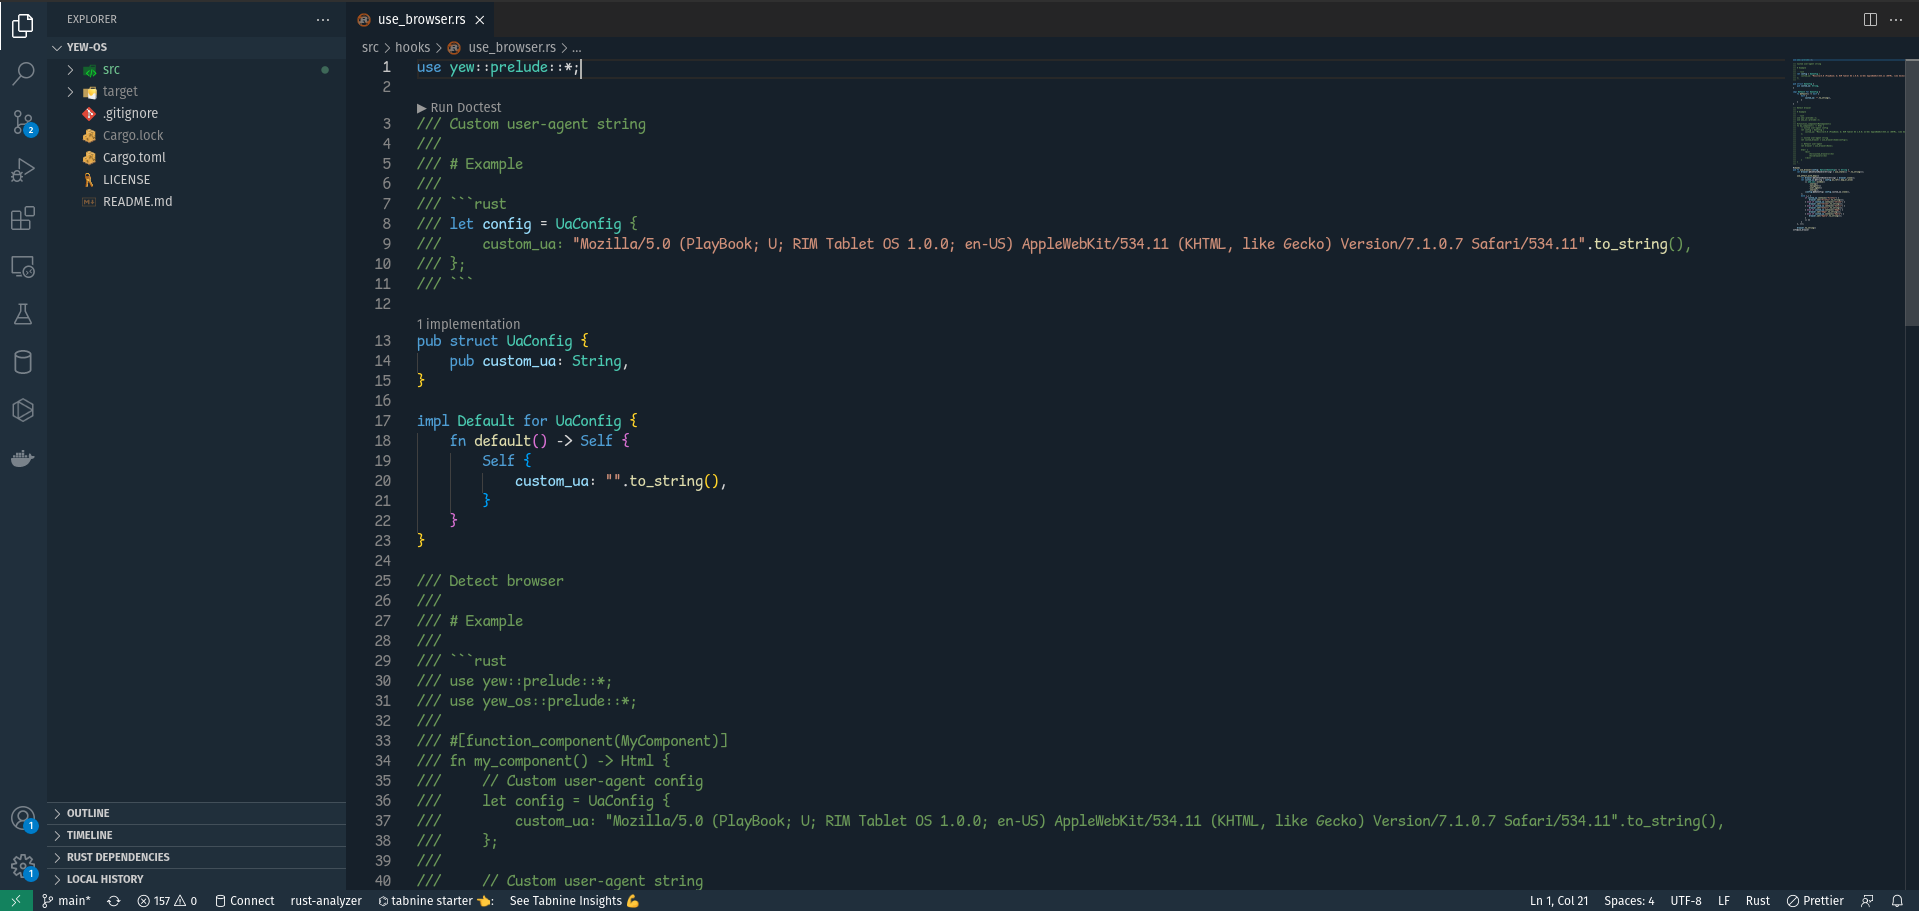 EXPLORER
YEW-OS
src
target
.gitignore
Cargo.lock
Cargo.toml
LICENSE
README.md
OUTLINE
TIMELINE
RUST DEPENDENCIES
LOCAL HISTORY
2
1
1
use_browser.rs
src > hooks > use_browser.rs > ...
1 use yew::prelude::*;
2
▶ Run Doctest
3 /// Custom user-agent string
4 ///
5 /// # Example
6 ///
7 /// ```rust
8 /// let config = UaConfig {
9 ///     custom_ua: "Mozilla/5.0 (PlayBook; U; RIM Tablet OS 1.0.0; en-US) AppleWebKit/534.11 (KHTML, like Gecko) Version/7.1.0.7 Safari/534.11".to_string(),
10 /// };
11 /// ```
12
1 implementation
13 pub struct UaConfig {
14     pub custom_ua: String,
15 }
16
17 impl Default for UaConfig {
18     fn default() -> Self {
19         Self {
20             custom_ua: "".to_string(),
21         }
22     }
23 }
24
25 /// Detect browser
26 ///
27 /// # Example
28 ///
29 /// ```rust
30 /// use yew::prelude::*;
31 /// use yew_os::prelude::*;
32 ///
33 /// #[function_component(MyComponent)]
34 /// fn my_component() -> Html {
35 ///     // Custom user-agent config
36 ///     let config = UaConfig {
37 ///         custom_ua: "Mozilla/5.0 (PlayBook; U; RIM Tablet OS 1.0.0; en-US) AppleWebKit/534.11 (KHTML, like Gecko) Version/7.1.0.7 Safari/534.11".to_string(),
38 ///     };
39 ///
40 ///     // Custom user-agent string
main* 157 0 Connect rust-analyzer tabnine starter 👈: See Tabnine Insights 💪 Ln 1, Col 21 Spaces: 4 UTF-8 LF Rust Prettier